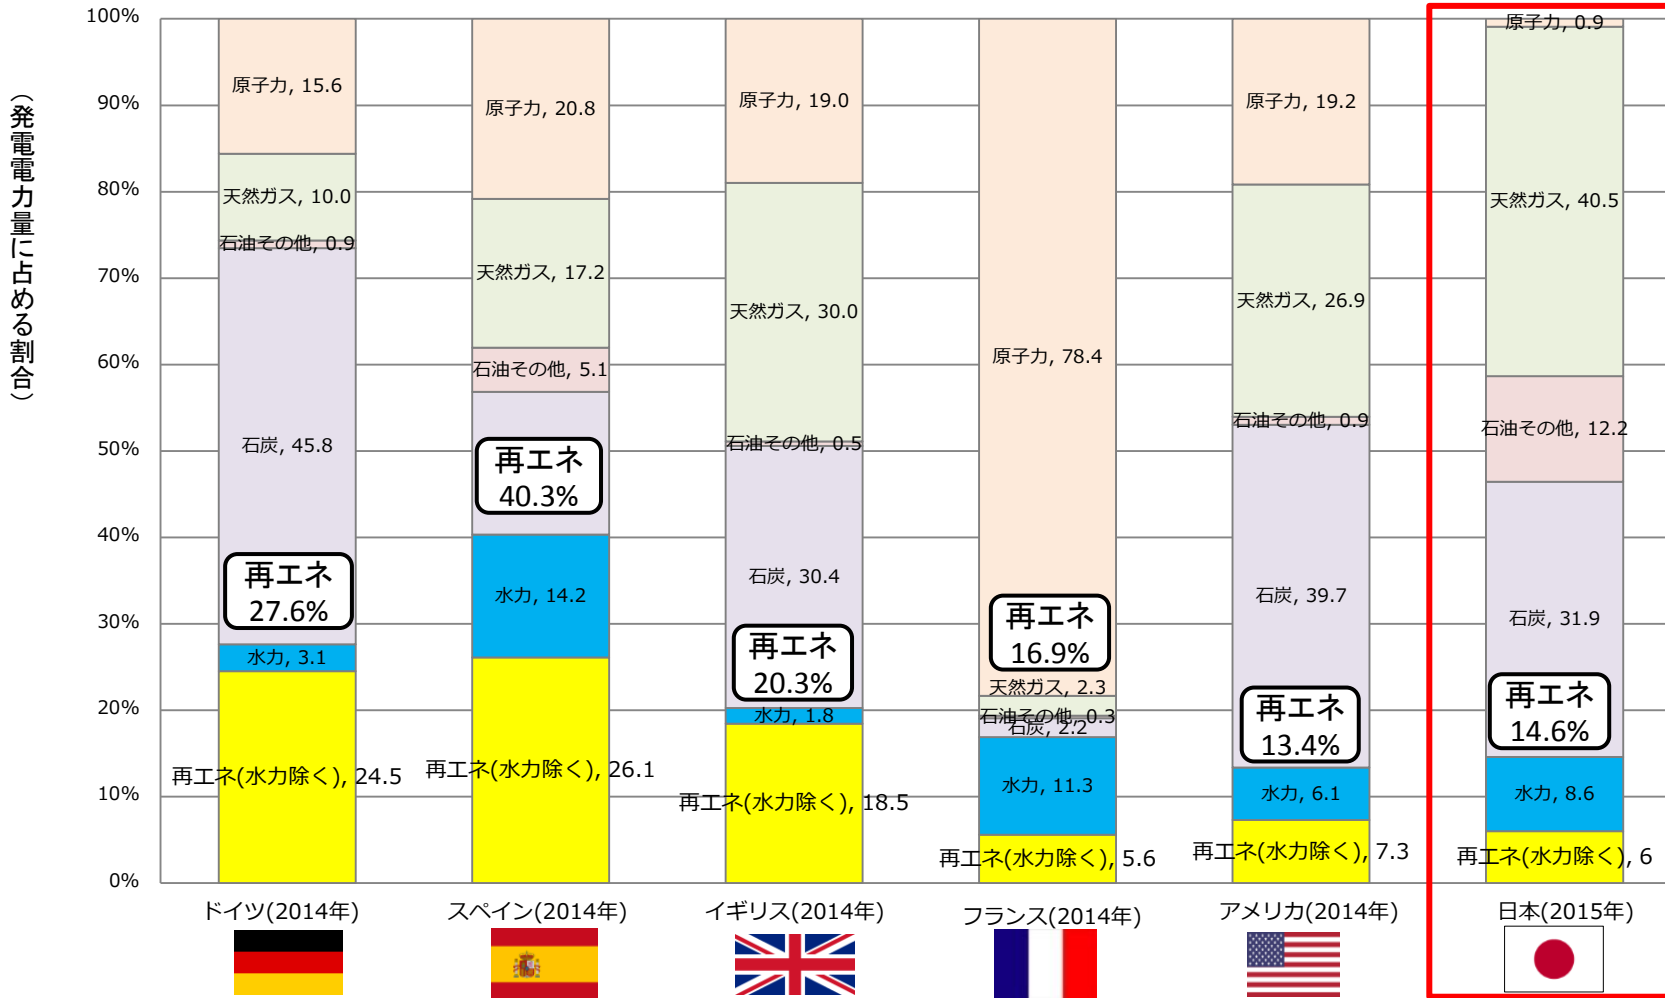 (発電電力量に占める割合)
100%
90%
80%
70%
60%
50%
40%
30%
20%
10%
0%
原子力, 15.6
天然ガス, 10.0
石油その他, 0.9
石炭, 45.8
再エネ
27.6%
水力, 3.1
再エネ(水力除く), 24.5
ドイツ(2014年)
原子力, 20.8
天然ガス, 17.2
石油その他, 5.1
再エネ
40.3%
水力, 14.2
再エネ(水力除く), 26.1
スペイン(2014年)
原子力, 19.0
天然ガス, 30.0
石油その他, 0.5
石炭, 30.4
再エネ
20.3%
水力, 1.8
再エネ(水力除く), 18.5
イギリス(2014年)
原子力, 78.4
再エネ
16.9%
天然ガス, 2.3
石油その他, 0.3
石炭, 2.2
水力, 11.3
再エネ(水力除く), 5.6
フランス(2014年)
原子力, 19.2
天然ガス, 26.9
石油その他, 0.9
石炭, 39.7
再エネ
13.4%
水力, 6.1
再エネ(水力除く), 7.3
アメリカ(2014年)
原子力, 0.9
天然ガス, 40.5
石油その他, 12.2
石炭, 31.9
再エネ
14.6%
水力, 8.6
再エネ(水力除く), 6
日本(2015年)